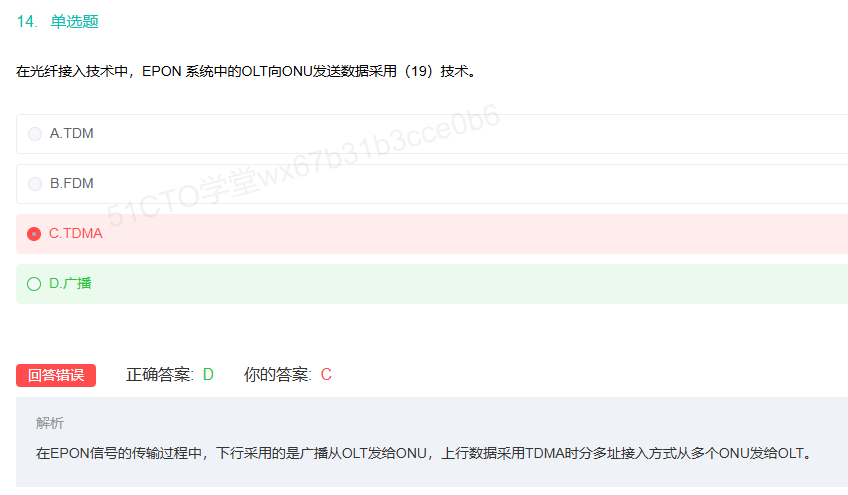 14. 单选题
在光纤接入技术中，EPON 系统中的OLT向ONU发送数据采用（19）技术。
A.TDM
B.FDM
C.TDMA
D.广播
51CTO学堂wx67b31b3cce0b6
回答错误 正确答案: D 你的答案: C
解析
在EPON信号的传输过程中，下行采用的是广播从OLT发给ONU，上行数据采用TDMA时分多址接入方式从多个ONU发给OLT。